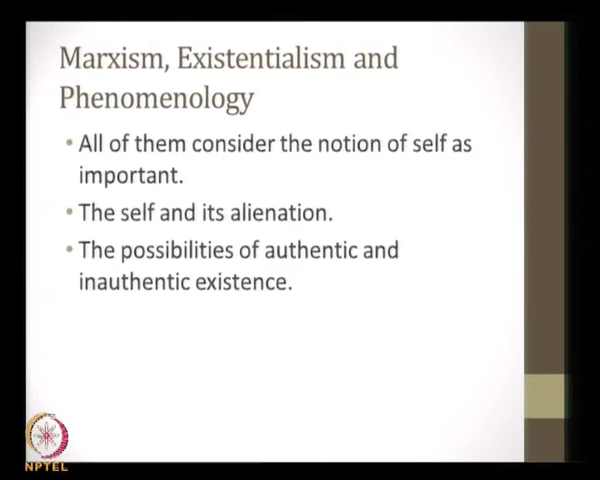 Marxism, Existentialism and
Phenomenology
• All of them consider the notion of self as
important.
• The self and its alienation.
• The possibilities of authentic and
inauthentic existence.
NPTEL